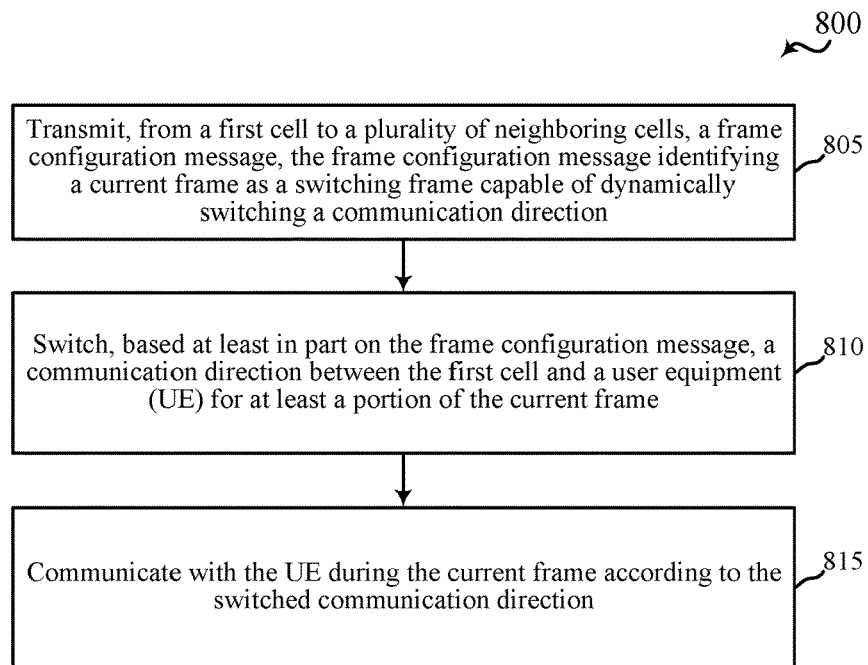 800
Transmit, from a first cell to a plurality of neighboring cells, a frame
configuration message, the frame configuration message identifying
a current frame as a switching frame capable of dynamically
switching a communication direction
805
Switch, based at least in part on the frame configuration message, a
communication direction between the first cell and a user equipment
(UE) for at least a portion of the current frame
810
Communicate with the UE during the current frame according to the
switched communication direction
815